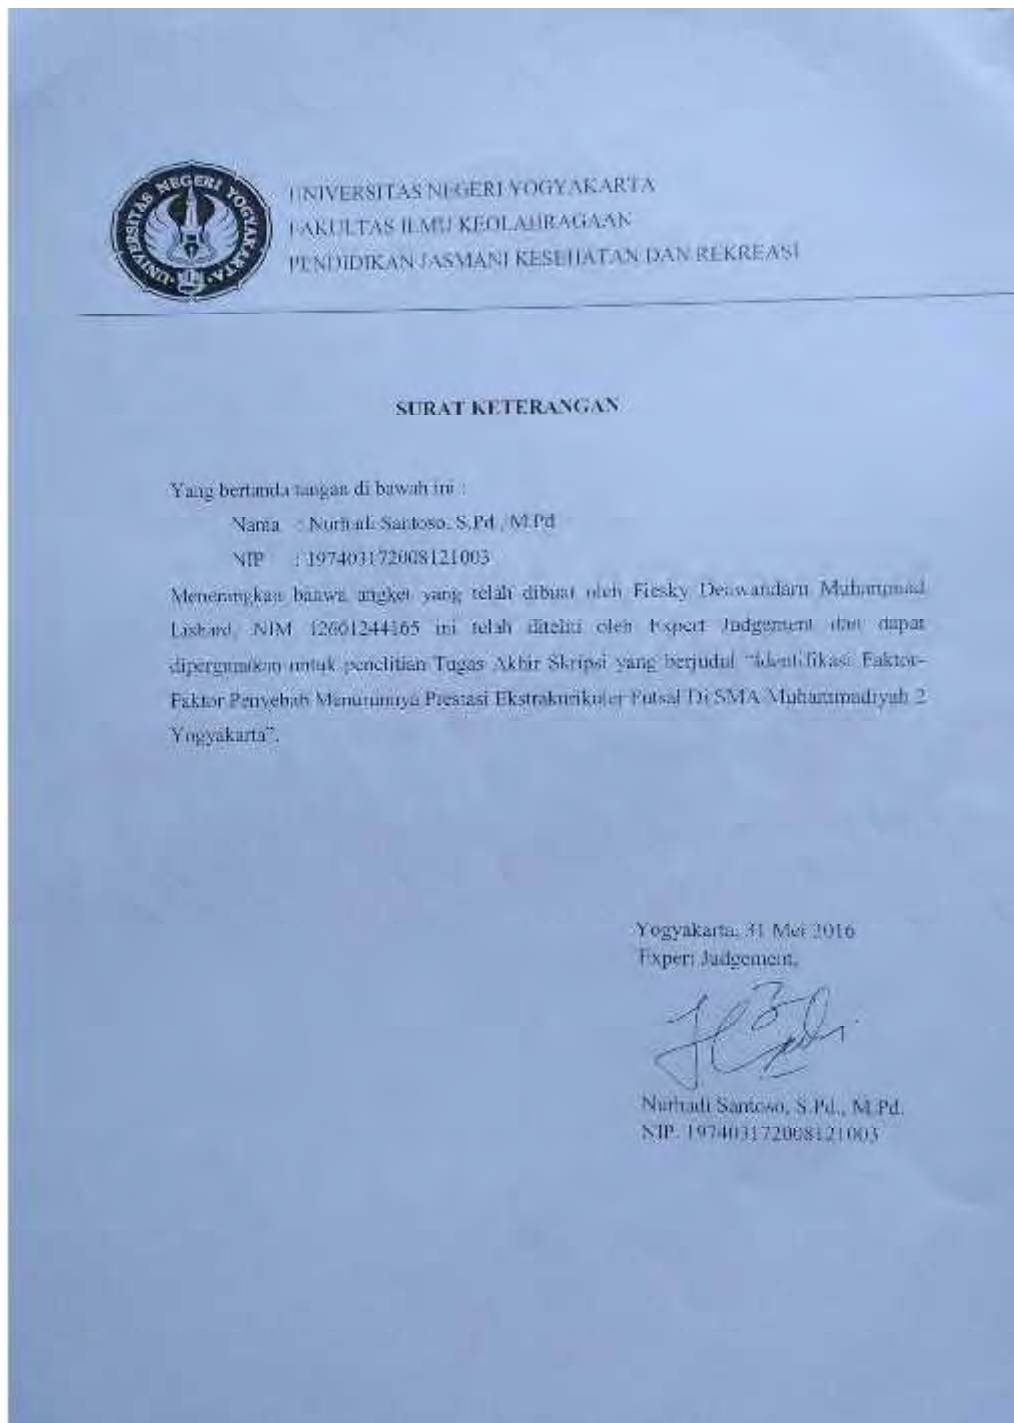 UNIVERSITAS NEGERI YOGYAKARTA
UNIVERSITAS NEGERI YOGYAKARTA
FAKULTAS ILMU KEOLAHRAGAAN
PENDIDIKAN JASMANI KESEHATAN DAN REKREASI
SURAT KETERANGAN
Yang bertanda tangan di bawah ini :
Nama : Nurhadi Santoso, S.Pd., M.Pd
NIP : 197403172008121003
Menerangkan bahwa angket yang telah dibuat oleh Muhammad
NIM 12601244165 ini telah diteliti oleh Expert Judgement dan dapat
dipergunakan untuk penelitian Tugas Akhir Skripsi yang berjudul “Identifikasi Faktor-
Faktor Penyebab Menurunnya Prestasi Ekstrakurikuler Futsal Di SMA Muhammadiyah 2
Yogyakarta”.
Yogyakarta, 31 Mei 2016
Expert Judgement,
Nurhadi Santoso, S.Pd., M.Pd.
NIP. 197403172008121003